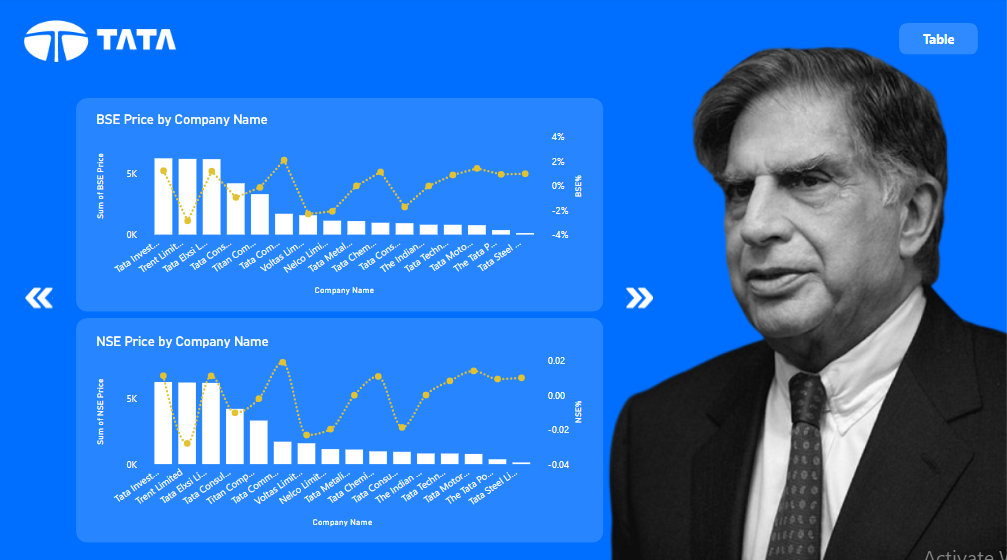 TATA
Table
BSE Price by Company Name
Sum of BSE Price
5K
0K
4%
2%
0%
-2%
-4%
BSE%
Tata Invest...
Trent Limit...
Tata Elxsi L...
Tata Cons...
Titan Com...
Tata Com...
Voltas Lim...
Nelco Limi...
Tata Metal...
Tata Chem...
Tata Cons...
The Indian...
Tata Techn...
Tata Moto...
The Tata P...
Tata Steel ...
Company Name
NSE Price by Company Name
Sum of NSE Price
5K
0K
0.02
0.00
-0.02
-0.04
NSE%
Tata Invest...
Trent Limited
Tata Elxsi Li...
Tata Consul...
Titan Comp...
Tata Comm...
Voltas Limit...
Nelco Limit...
Tata Metali...
Tata Chemi...
Tata Consu...
The Indian ...
Tata Techn...
Tata Motor...
The Tata Po...
Tata Steel Li...
Company Name
Activate